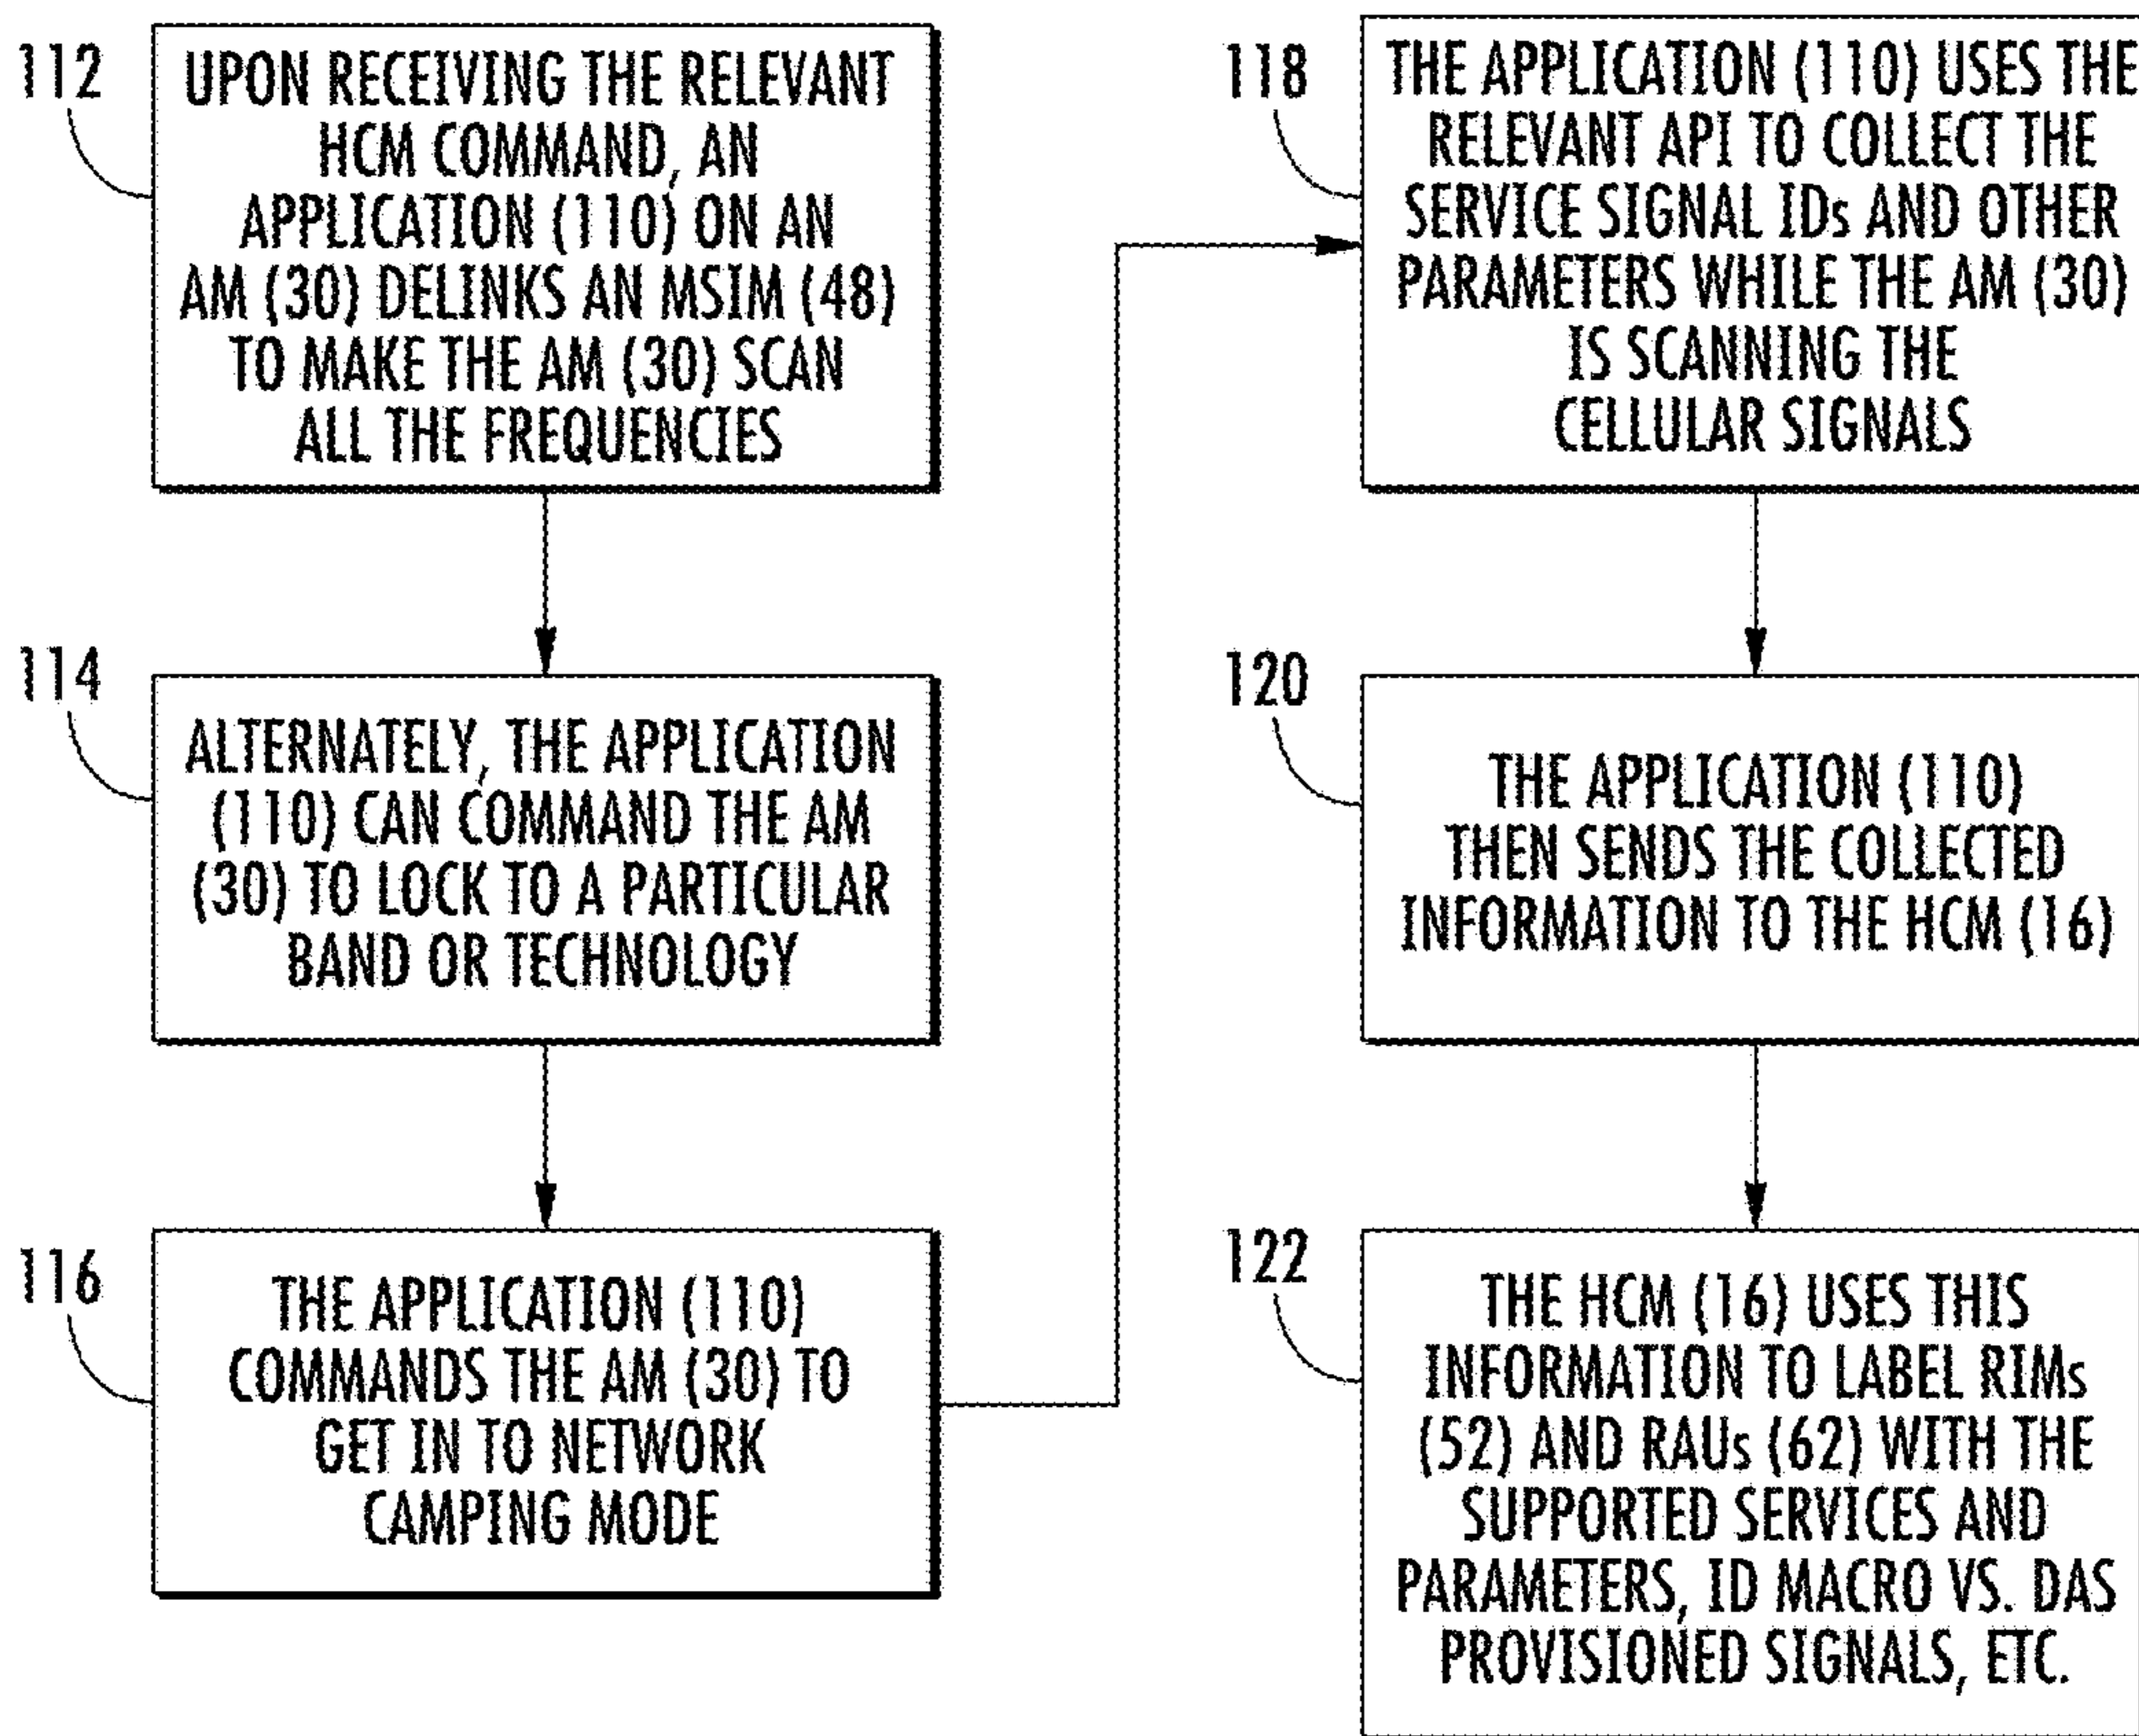 112
UPON RECEIVING THE RELEVANT
HCM COMMAND, AN
APPLICATION (110) ON AN
AM (30) DELINKS AN MSIM (48)
TO MAKE THE AM (30) SCAN
ALL THE FREQUENCIES
114
ALTERNATELY, THE APPLICATION
(110) CAN COMMAND THE AM
(30) TO LOCK TO A PARTICULAR
BAND OR TECHNOLOGY
116
THE APPLICATION (110)
COMMANDS THE AM (30) TO
GET IN TO NETWORK
CAMPING MODE
118
THE APPLICATION (110) USES THE
RELEVANT API TO COLLECT THE
SERVICE SIGNAL IDs AND OTHER
PARAMETERS WHILE THE AM (30)
IS SCANNING THE
CELLULAR SIGNALS
120
THE APPLICATION (110)
THEN SENDS THE COLLECTED
INFORMATION TO THE HCM (16)
122
THE HCM (16) USES THIS
INFORMATION TO LABEL RIMs
(52) AND RAUs (62) WITH THE
SUPPORTED SERVICES AND
PARAMETERS, ID MACRO VS. DAS
PROVISIONED SIGNALS, ETC.